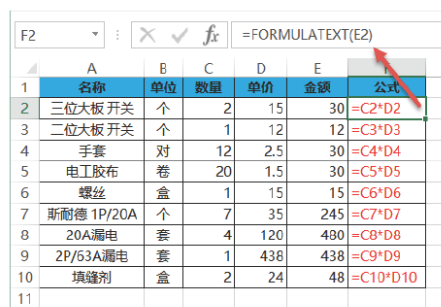 F2 fx =FORMULATEXT(E2)
A B C D E F
1 名称 单位 数量 单价 金额 公式
2 三位大板 开关 个 2 15 30 =C2*D2
3 二位大板 开关 个 1 12 12 =C3*D3
4 手套 对 12 2.5 30 =C4*D4
5 电工胶布 卷 20 1.5 30 =C5*D5
6 螺丝 盒 1 15 15 =C6*D6
7 斯耐德 1P/20A 个 7 35 245 =C7*D7
8 20A漏电 套 4 120 480 =C8*D8
9 2P/63A漏电 套 1 438 438 =C9*D9
10 填缝剂 盒 2 24 48 =C10*D10
11